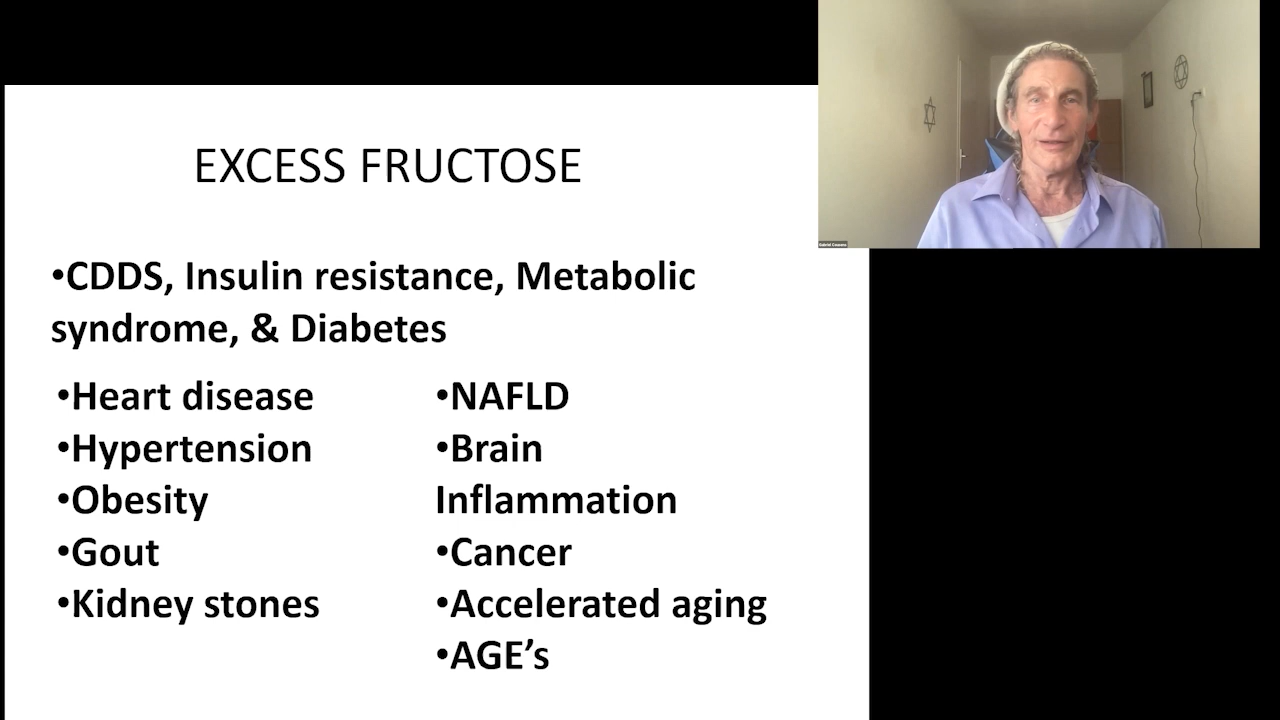 EXCESS FRUCTOSE
•CDDS, Insulin resistance, Metabolic
syndrome, & Diabetes
•Heart disease
•Hypertension
•Obesity
•Gout
•Kidney stones
•NAFLD
•Brain
Inflammation
•Cancer
•Accelerated aging
•AGE’s